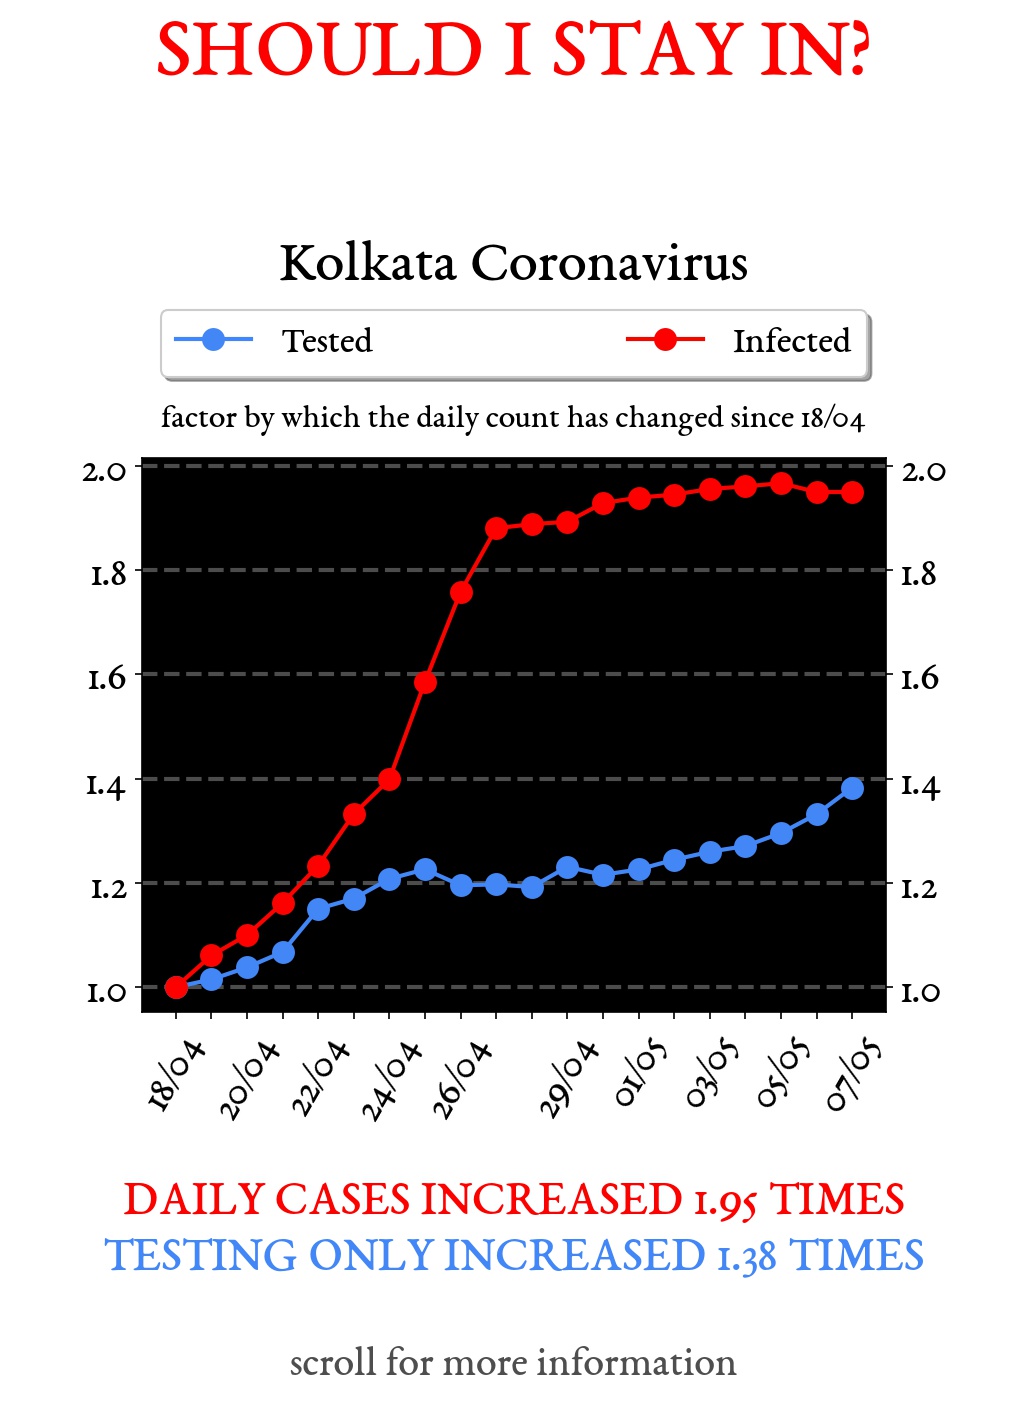 SHOULD I STAY IN?
Kolkata Coronavirus
Tested Infected
factor by which the daily count has changed since 18/04
2.0 2.0
1.8 1.8
1.6 1.6
1.4 1.4
1.2 1.2
1.0 1.0
18/04 20/04 22/04 24/04 26/04 29/04 01/05 03/05 05/05 07/05
DAILY CASES INCREASED 1.95 TIMES
TESTING ONLY INCREASED 1.38 TIMES
scroll for more information